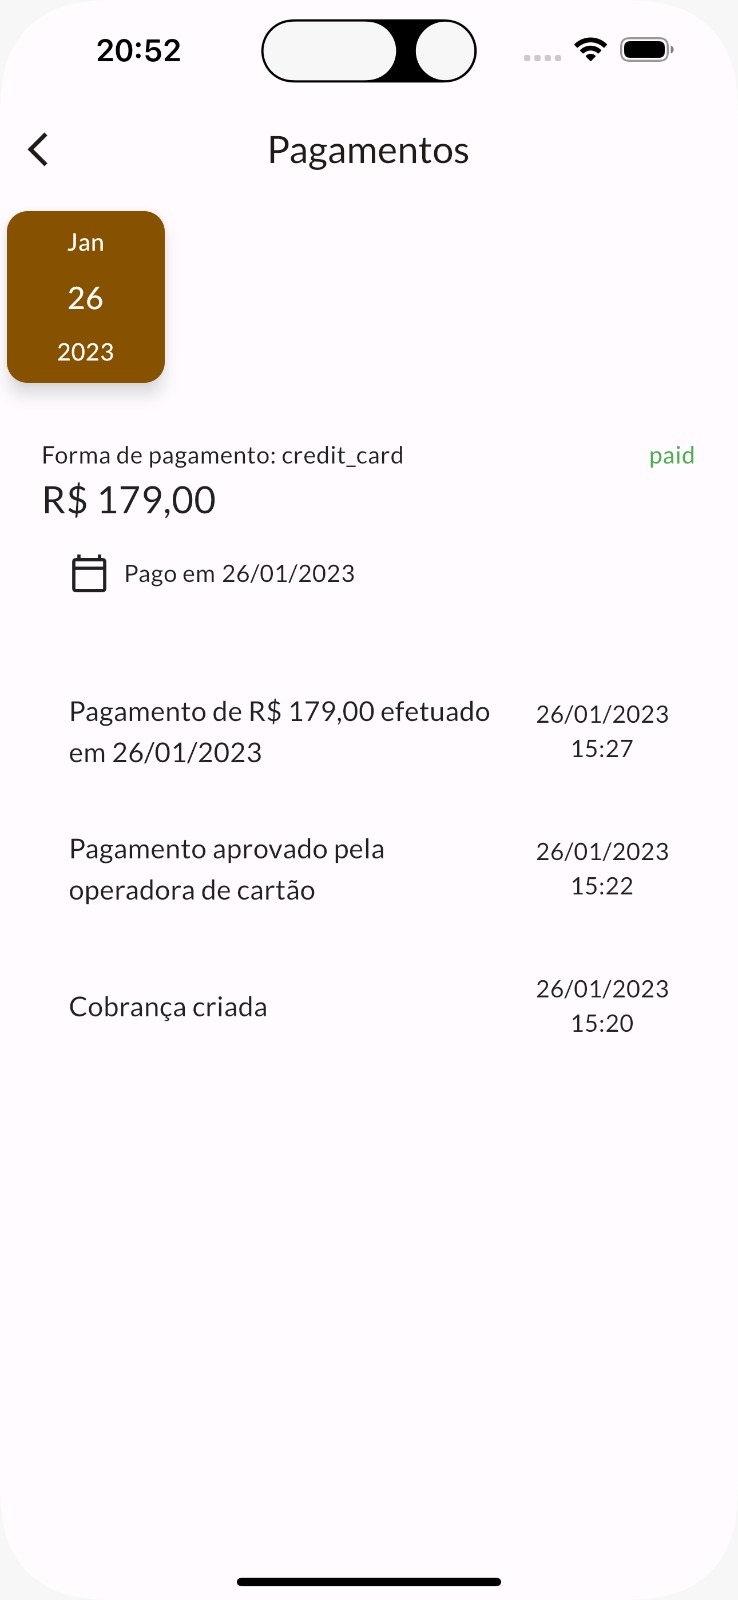 20:52
Pagamentos
Jan
26
2023
Forma de pagamento: credit_card
paid
R$ 179,00
Pago em 26/01/2023
Pagamento de R$ 179,00 efetuado
em 26/01/2023
26/01/2023
15:27
Pagamento aprovado pela
operadora de cartão
26/01/2023
15:22
Cobrança criada
26/01/2023
15:20